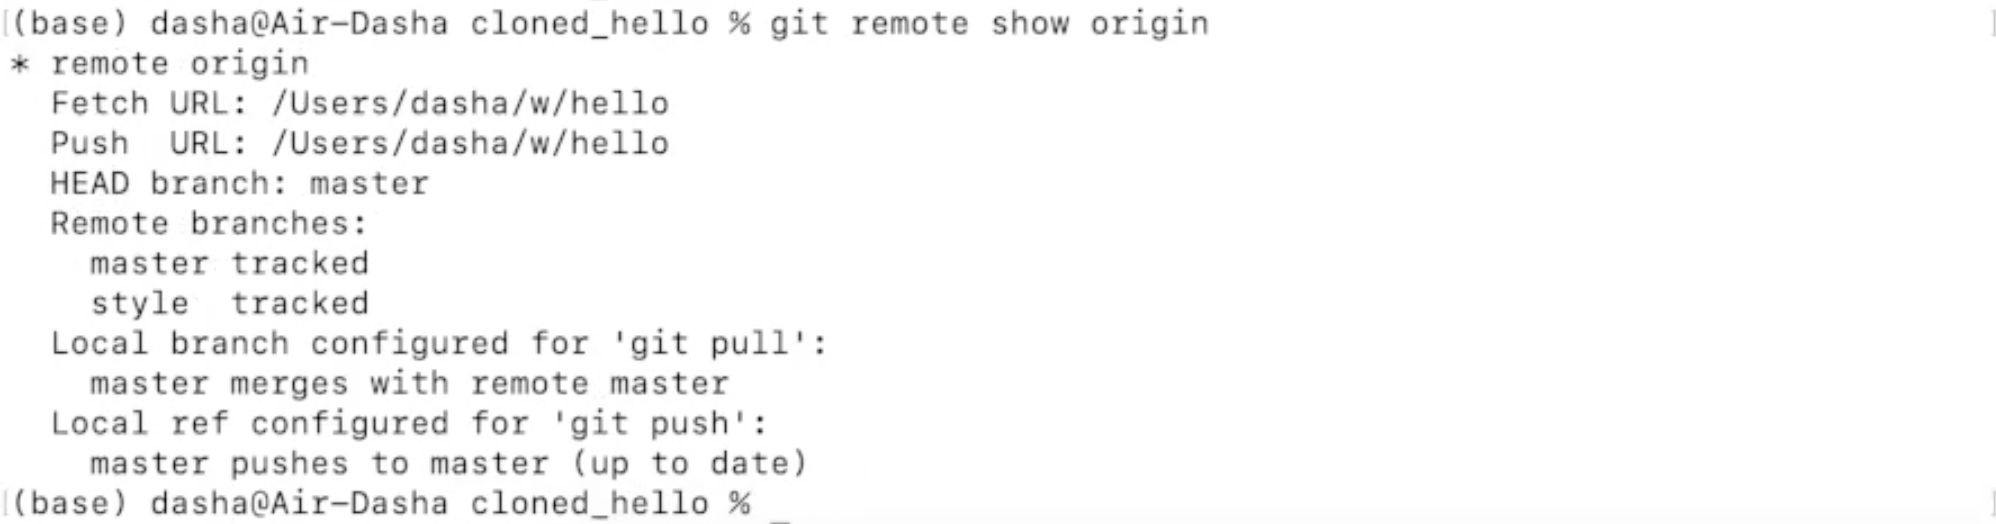 (base) dasha@Air-Dasha cloned_hello % git remote show origin
* remote origin
  Fetch URL: /Users/dasha/w/hello
  Push  URL: /Users/dasha/w/hello
  HEAD branch: master
  Remote branches:
    master tracked
    style  tracked
  Local branch configured for 'git pull':
    master merges with remote master
  Local ref configured for 'git push':
    master pushes to master (up to date)
(base) dasha@Air-Dasha cloned_hello %